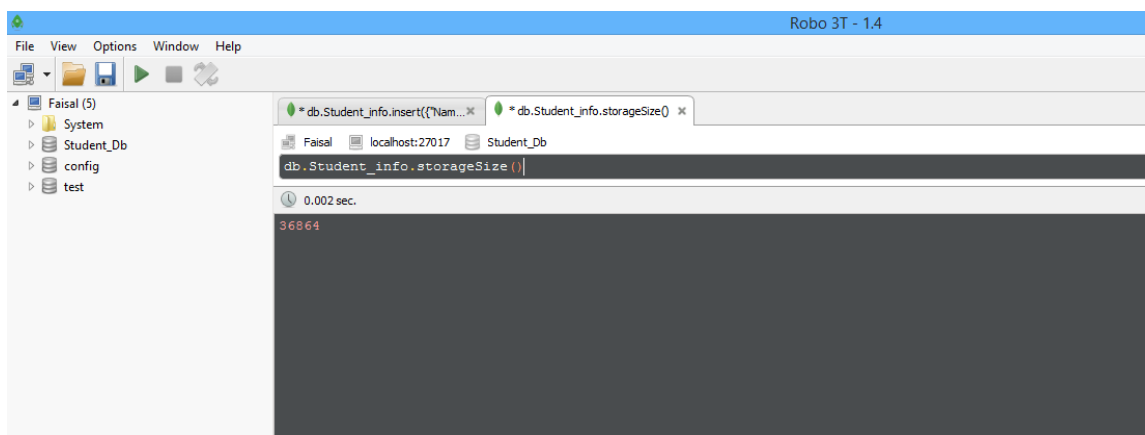 Robo 3T - 1.4
File View Options Window Help
Faisal (5)
System
Student_Db
config
test
* db.Student_info.insert({"Nam... * db.Student_info.storageSize()
Faisal localhost:27017 Student_Db
db.Student_info.storageSize()
0.002 sec.
36864